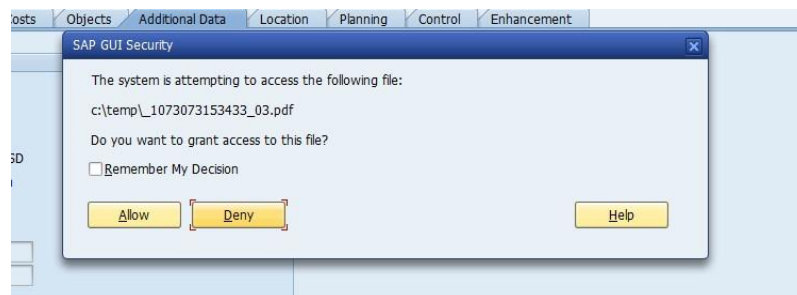 osts Objects Additional Data Location Planning Control Enhancement
SAP GUI Security
The system is attempting to access the following file:
c:\temp\_1073073153433_03.pdf
Do you want to grant access to this file?
SD
Remember My Decision
Allow Deny Help